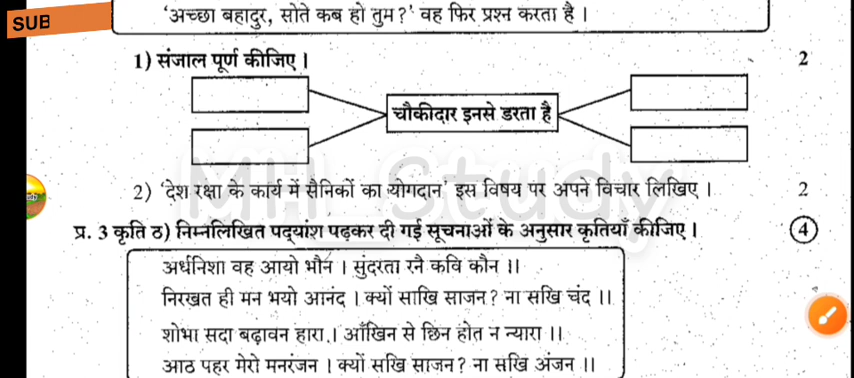 SUB
‘अच्छा बहादुर, सोते कब हो तुम?’ वह फिर प्रश्न करता है।
1) संजाल पूर्ण कीजिए। 2
चौकीदार इनसे डरता है
MH Study
2) ‘देश रक्षा के कार्य में सैनिकों का योगदान’ इस विषय पर अपने विचार लिखिए। 2
प्र. 3 कृति ठ) निम्नलिखित पद्यांश पढ़कर दी गई सूचनाओं के अनुसार कृतियाँ कीजिए। 4
अर्धनिशा वह आयो भौन। सुंदरता रनै कवि कौन।।
निरखत ही मन भयो आनंद। क्यों साखि साजन? ना सखि चंद।।
शोभा सदा बढ़ावन हारा। आँखिन से छिन होत न न्यारा।।
आठ पहर मेरो मनरंजन। क्यों सखि साजन? ना सखि अंजन।।